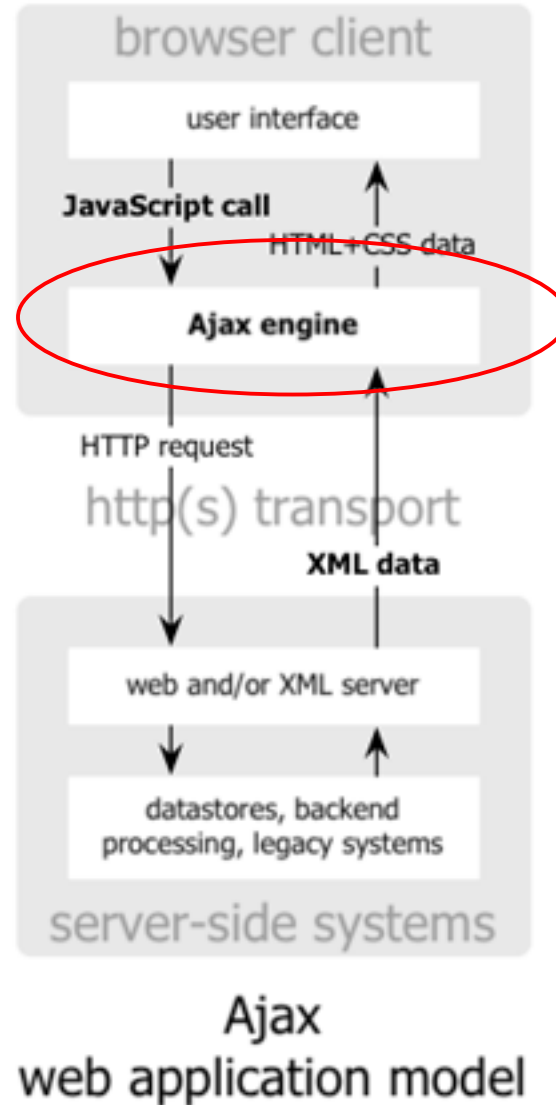 browser client
user interface
JavaScript call
HTML+CSS data
Ajax engine
HTTP request
http(s) transport
XML data
web and/or XML server
datastores, backend
processing, legacy systems
server-side systems
Ajax
web application model